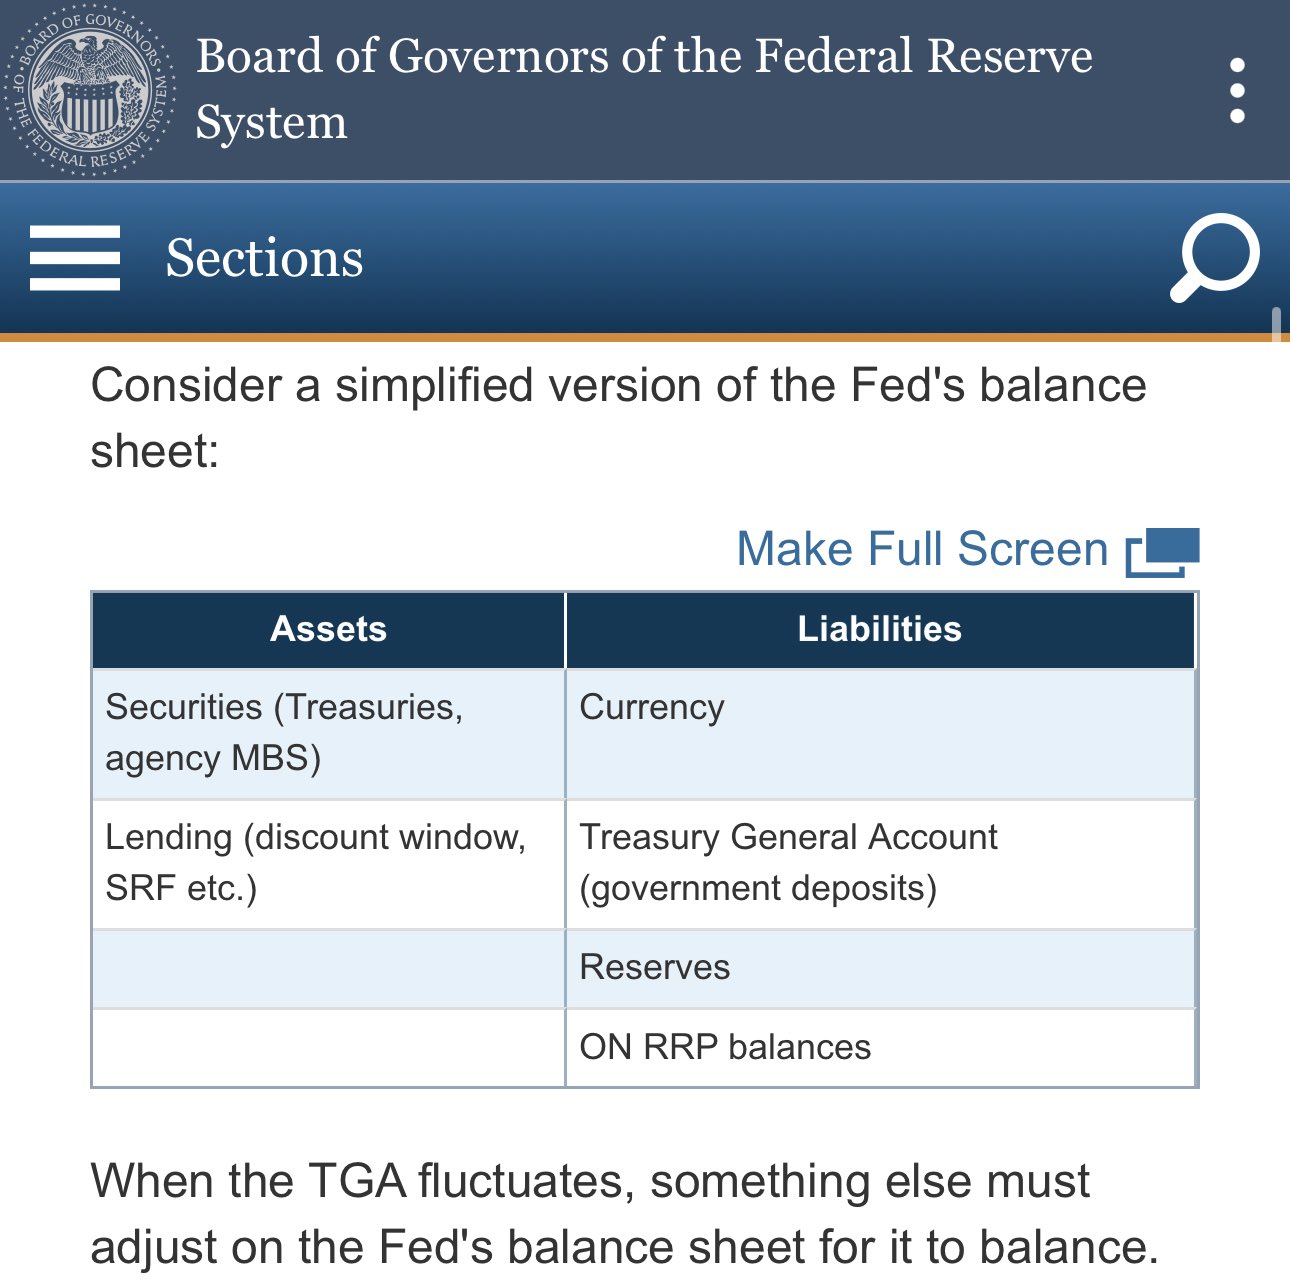 BOARD OF GOVERNORS
OF THE FEDERAL RESERVE SYSTEM
Board of Governors of the Federal Reserve
System
Sections
Consider a simplified version of the Fed's balance
sheet:
Make Full Screen
Assets
Liabilities
Securities (Treasuries,
agency MBS)
Currency
Lending (discount window,
SRF etc.)
Treasury General Account
(government deposits)
Reserves
ON RRP balances
When the TGA fluctuates, something else must
adjust on the Fed's balance sheet for it to balance.